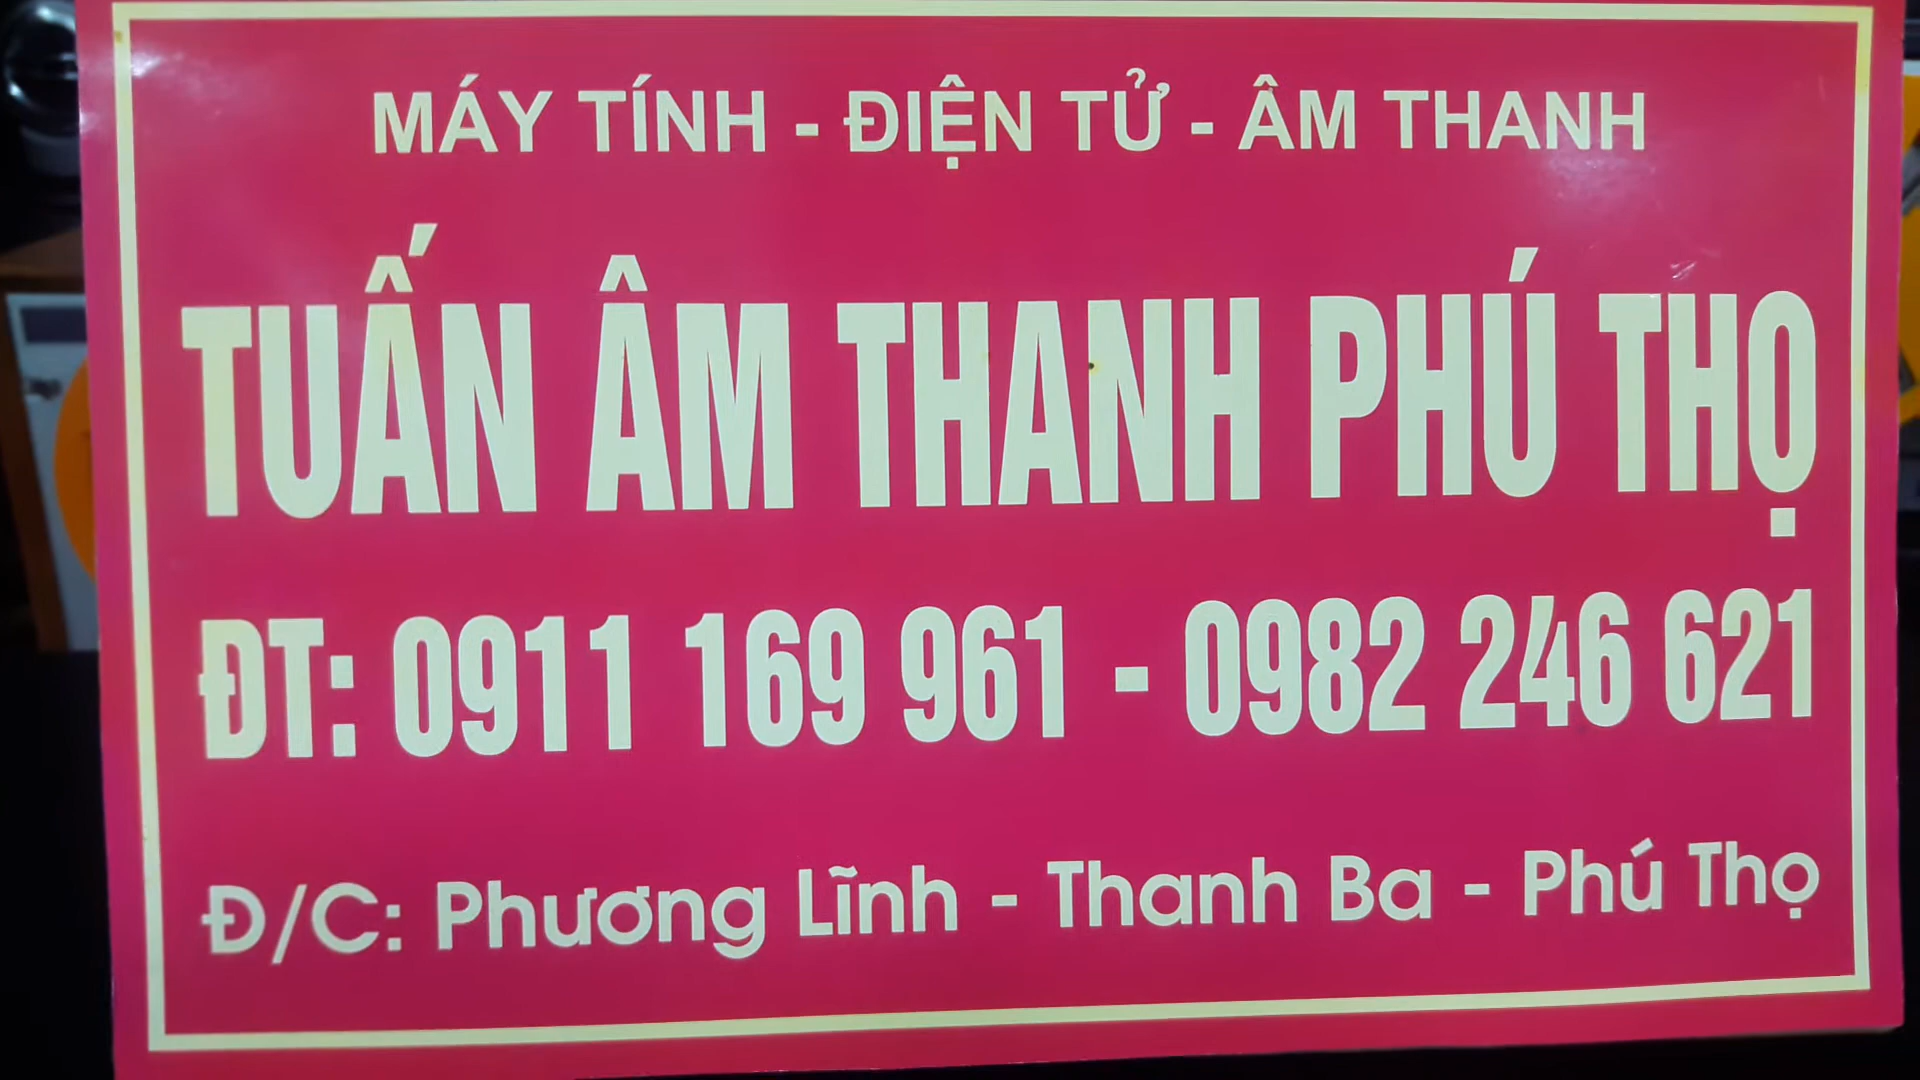 MÁY TÍNH - ĐIỆN TỬ - ÂM THANH
TUẤN ÂM THANH PHÚ THỌ
ĐT: 0911 169 961 - 0982 246 621
Đ/C: Phương Lĩnh - Thanh Ba - Phú Thọ